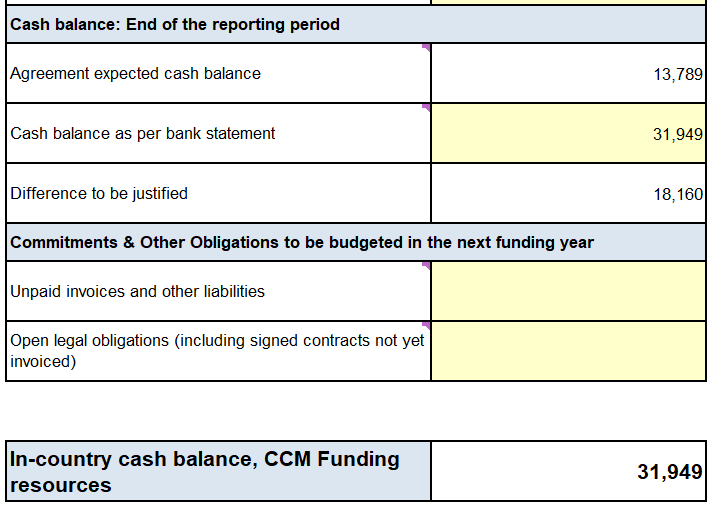 Cash balance: End of the reporting period
Agreement expected cash balance 13,789
Cash balance as per bank statement 31,949
Difference to be justified 18,160
Commitments & Other Obligations to be budgeted in the next funding year
Unpaid invoices and other liabilities
Open legal obligations (including signed contracts not yet
invoiced)
In-country cash balance, CCM Funding
resources 31,949